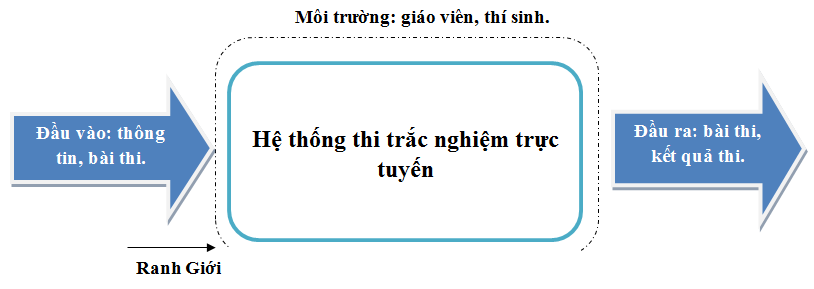 Môi trường: giáo viên, thí sinh.
Đầu vào: thông
tin, bài thi.
Hệ thống thi trắc nghiệm trực
tuyến
Đầu ra: bài thi,
kết quả thi.
Ranh Giới